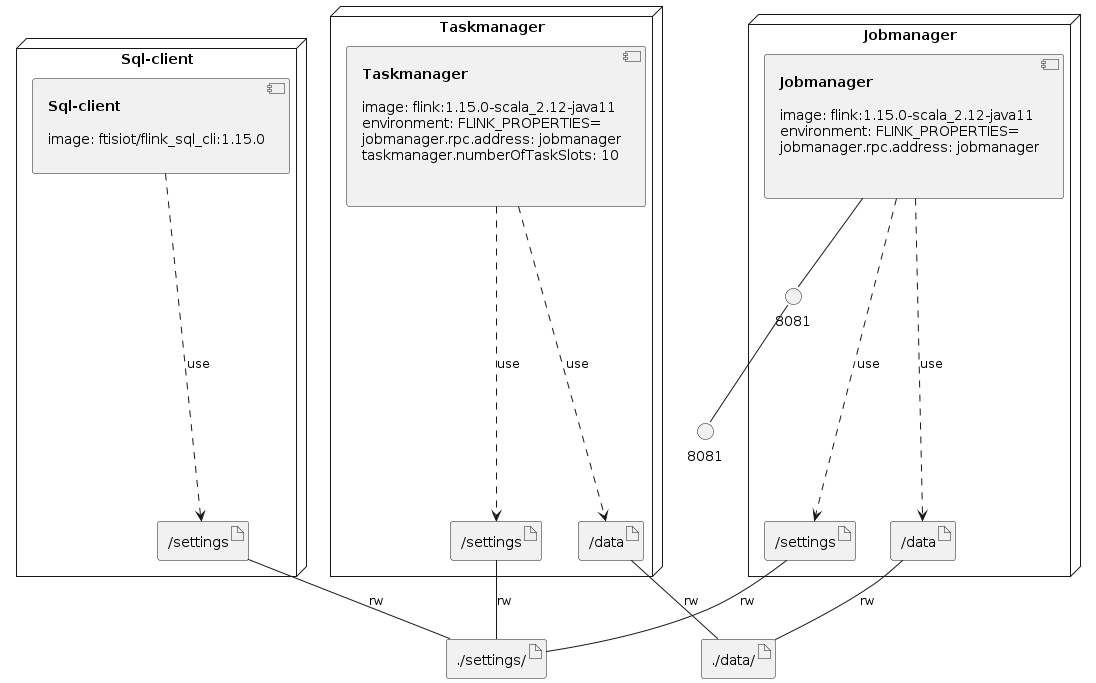 Sql-client
Sql-client
image: ftisiot/flink_sql_cli:1.15.0
use
/settings
Taskmanager
Taskmanager
image: flink:1.15.0-scala_2.12-java11
environment: FLINK_PROPERTIES=
jobmanager.rpc.address: jobmanager
taskmanager.numberOfTaskSlots: 10
use
use
/settings
/data
Jobmanager
Jobmanager
image: flink:1.15.0-scala_2.12-java11
environment: FLINK_PROPERTIES=
jobmanager.rpc.address: jobmanager
8081
8081
use
use
/settings
/data
rw
rw
rw
rw
rw
./settings/
./data/